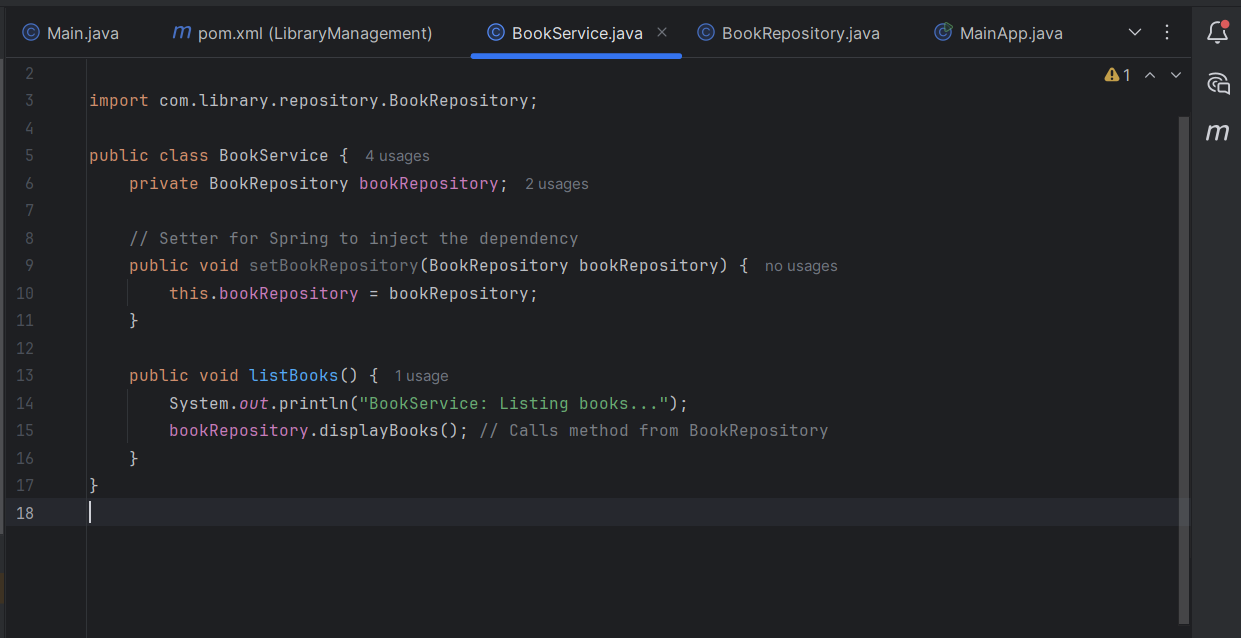 Main.java
m pom.xml (LibraryManagement)
BookService.java
BookRepository.java
MainApp.java
1
m
2
3 import com.library.repository.BookRepository;
4
5 public class BookService { 4 usages
6 private BookRepository bookRepository; 2 usages
7
8 // Setter for Spring to inject the dependency
9 public void setBookRepository(BookRepository bookRepository) { no usages
10 this.bookRepository = bookRepository;
11 }
12
13 public void listBooks() { 1 usage
14 System.out.println("BookService: Listing books...");
15 bookRepository.displayBooks(); // Calls method from BookRepository
16 }
17 }
18